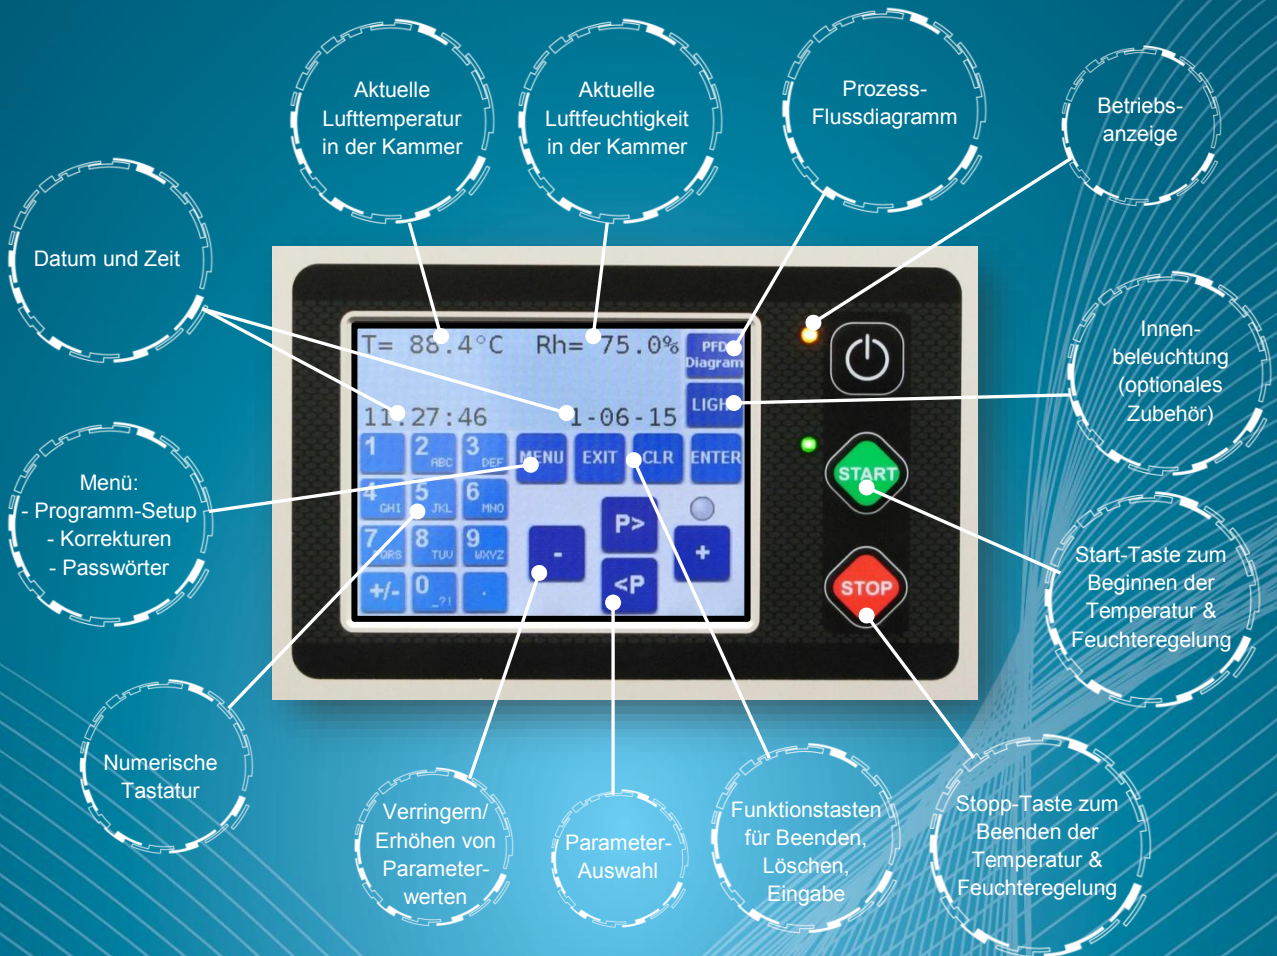 Aktuelle
Lufttemperatur
in der Kammer
Aktuelle
Luftfeuchtigkeit
in der Kammer
Prozess-
Flussdiagramm
Betriebs-
anzeige
Datum und Zeit
Innen-
beleuchtung
(optionales
Zubehör)
T= 88.4°C Rh= 75.0%
PFD
Diagram
LIGH
11:27:46 1-06-15
1 2 ABC 3 DEF
MENU EXIT CLR ENTER
4 GHI 5 JKL 6 MNO
7 PQRS 8 TUV 9 WXYZ
+/- 0 _?! .
P>
- +
<P
START
STOP
Menü:
- Programm-Setup
- Korrekturen
- Passwörter
Start-Taste zum
Beginnen der
Temperatur &
Feuchteregelung
Numerische
Tastatur
Verringern/
Erhöhen von
Parameter-
werten
Parameter-
Auswahl
Funktionstasten
für Beenden,
Löschen,
Eingabe
Stopp-Taste zum
Beenden der
Temperatur &
Feuchteregelung